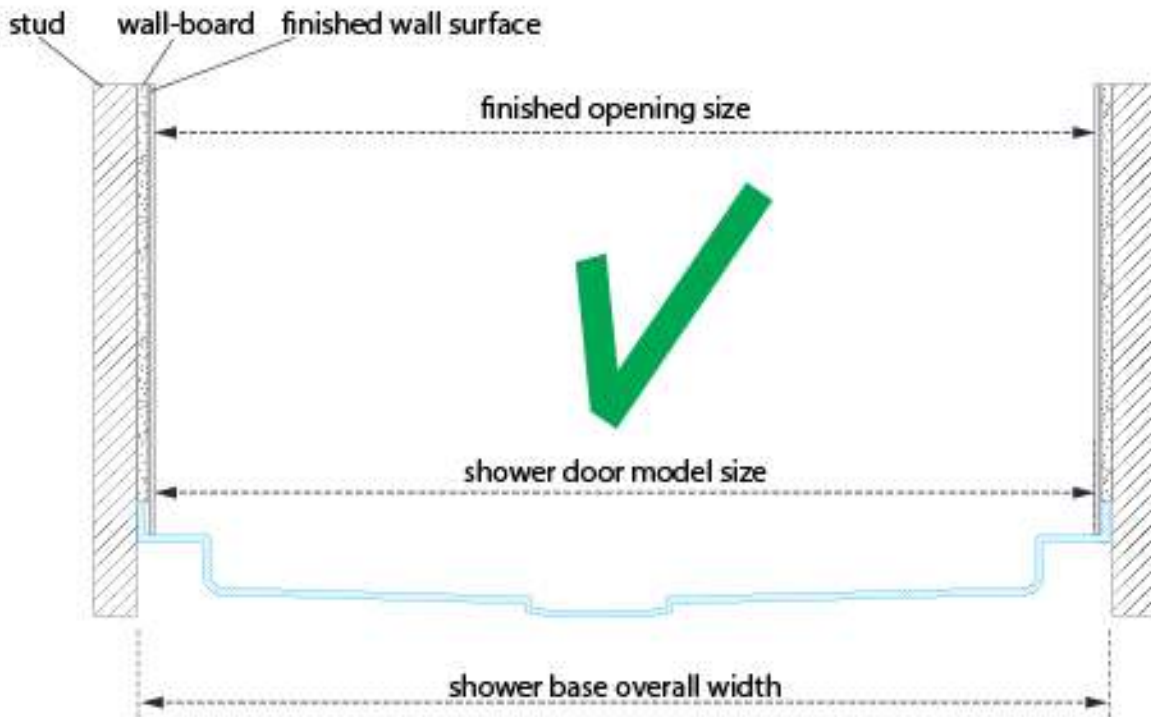 stud wall-board finished wall surface
finished opening size
shower door model size
shower base overall width